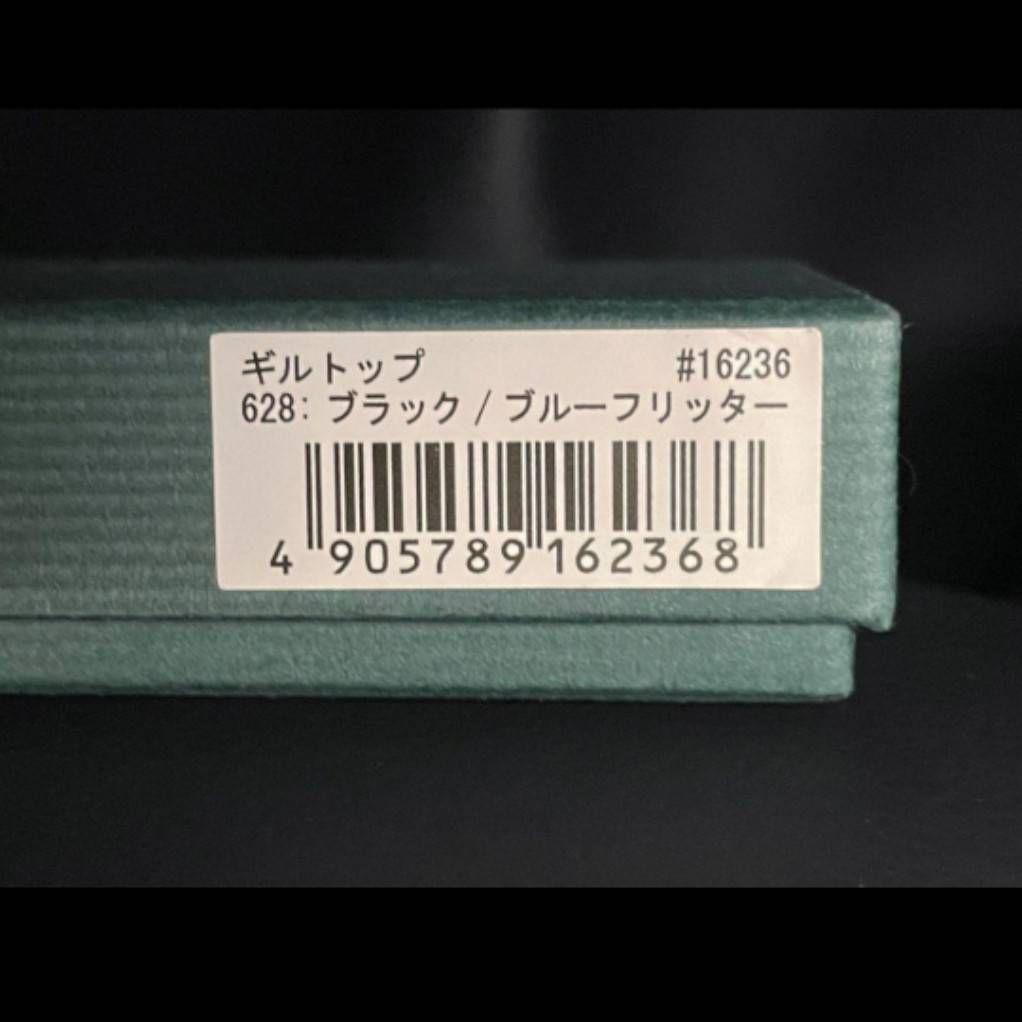 ギルトップ #16236
628: ブラック / ブルーフリッター
4 905789 162368